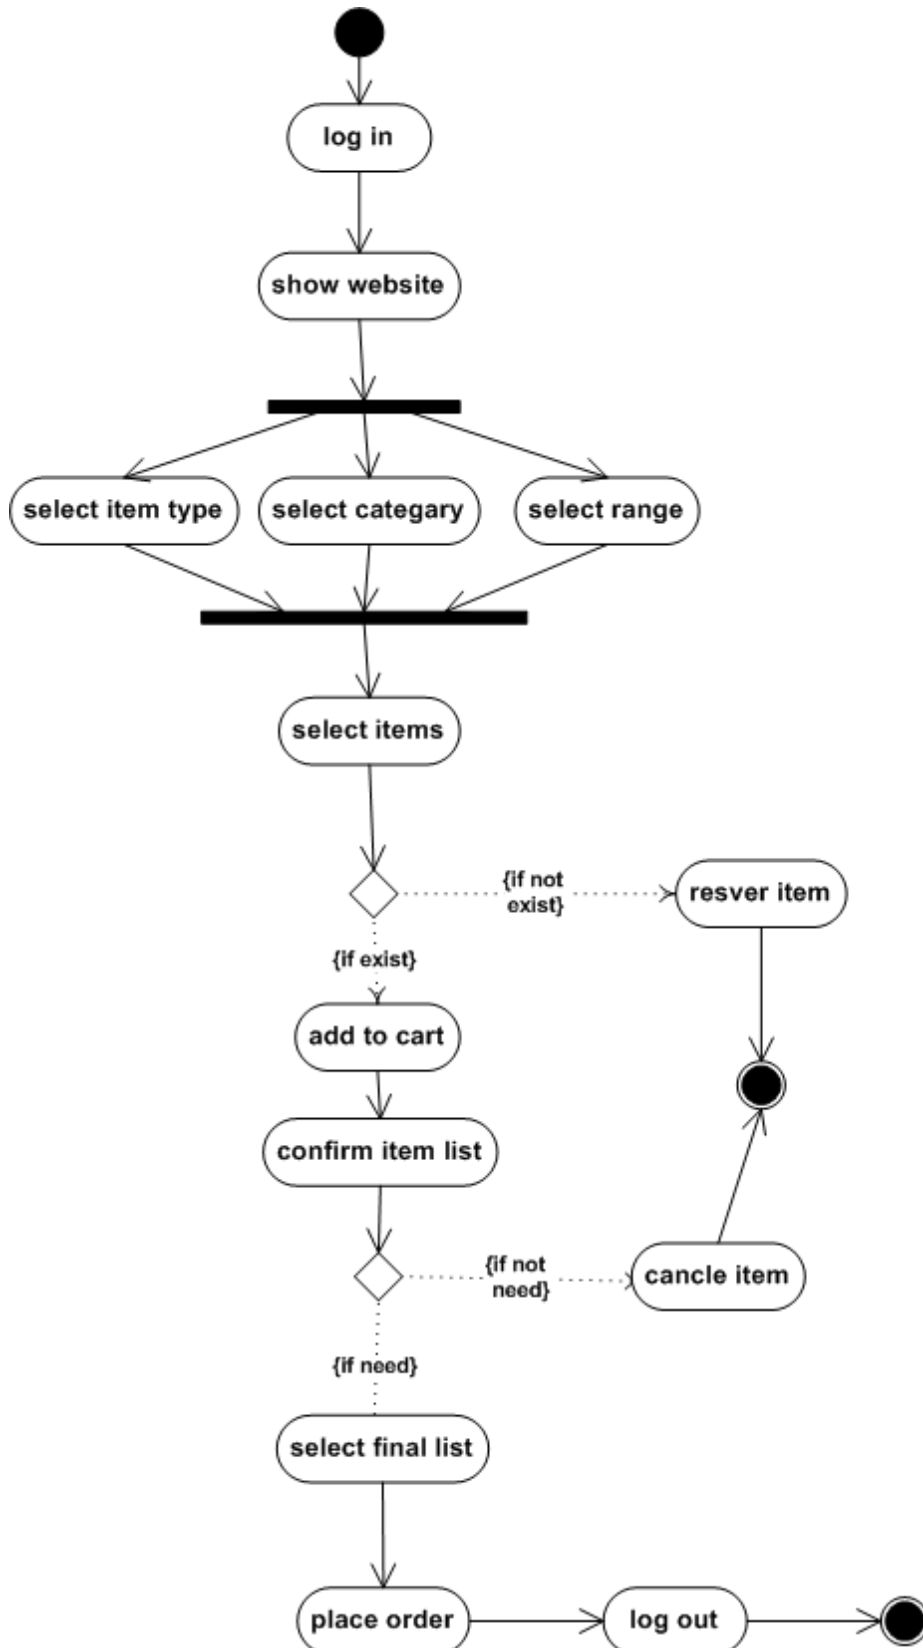 log in
show website
select item type
select categary
select range
select items
{if not
exist}
resver item
{if exist}
add to cart
confirm item list
{if not
need}
cancle item
{if need}
select final list
place order
log out